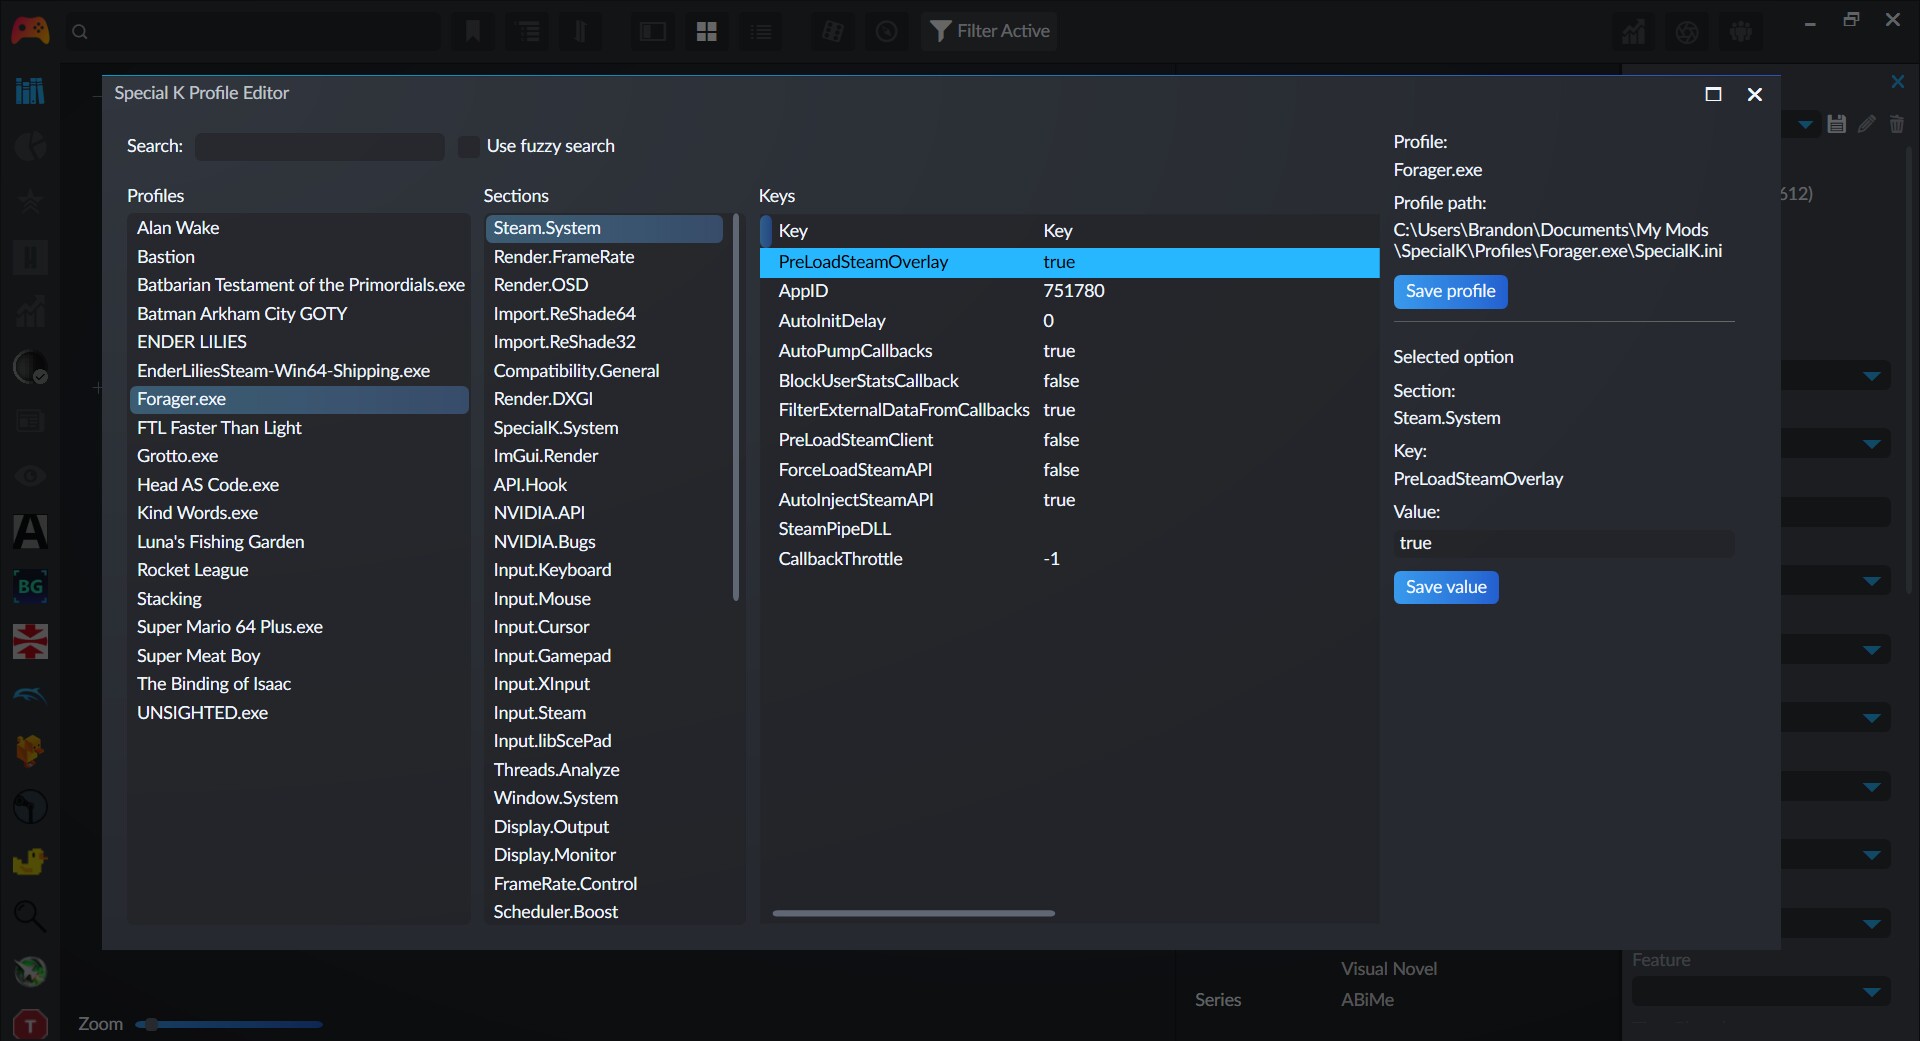 Filter Active
Special K Profile Editor
Search:
Use fuzzy search
Profiles
Alan Wake
Bastion
Batbarian Testament of the Primordials.exe
Batman Arkham City GOTY
ENDER LILIES
EnderLiliesSteam-Win64-Shipping.exe
Forager.exe
FTL Faster Than Light
Grotto.exe
Head AS Code.exe
Kind Words.exe
Luna's Fishing Garden
Rocket League
Stacking
Super Mario 64 Plus.exe
Super Meat Boy
The Binding of Isaac
UNSIGHTED.exe
Sections
Steam.System
Render.FrameRate
Render.OSD
Import.ReShade64
Import.ReShade32
Compatibility.General
Render.DXGI
SpecialK.System
ImGui.Render
API.Hook
NVIDIA.API
NVIDIA.Bugs
Input.Keyboard
Input.Mouse
Input.Cursor
Input.Gamepad
Input.XInput
Input.Steam
Input.libScePad
Threads.Analyze
Window.System
Display.Output
Display.Monitor
FrameRate.Control
Scheduler.Boost
Keys
Key Key
PreLoadSteamOverlay true
AppID 751780
AutoInitDelay 0
AutoPumpCallbacks true
BlockUserStatsCallback false
FilterExternalDataFromCallbacks true
PreLoadSteamClient false
ForceLoadSteamAPI false
AutoInjectSteamAPI true
SteamPipeDLL
CallbackThrottle -1
Profile:
Forager.exe
Profile path:
C:\Users\Brandon\Documents\My Mods
\SpecialK\Profiles\Forager.exe\SpecialK.ini
Save profile
Selected option
Section:
Steam.System
Key:
PreLoadSteamOverlay
Value:
true
Save value
612)
A
BG
T
Zoom
Visual Novel
Series ABiMe
Feature